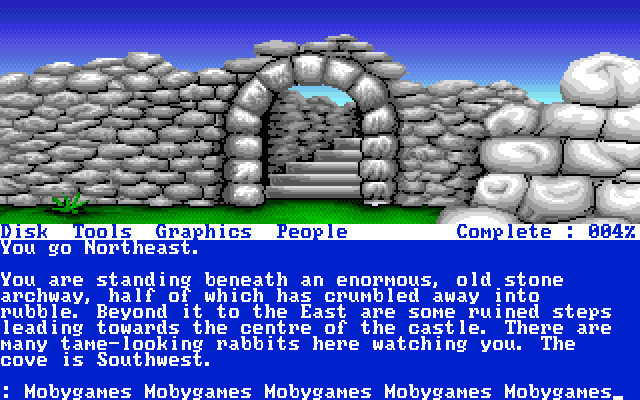 Disk Tools Graphics People Complete : 004%
You go Northeast.
You are standing beneath an enormous, old stone
archway, half of which has crumbled away into
rubble. Beyond it to the East are some ruined steps
leading towards the centre of the castle. There are
many tame-looking rabbits here watching you. The
cove is Southwest.
: Mobygames Mobygames Mobygames Mobygames Mobygames_